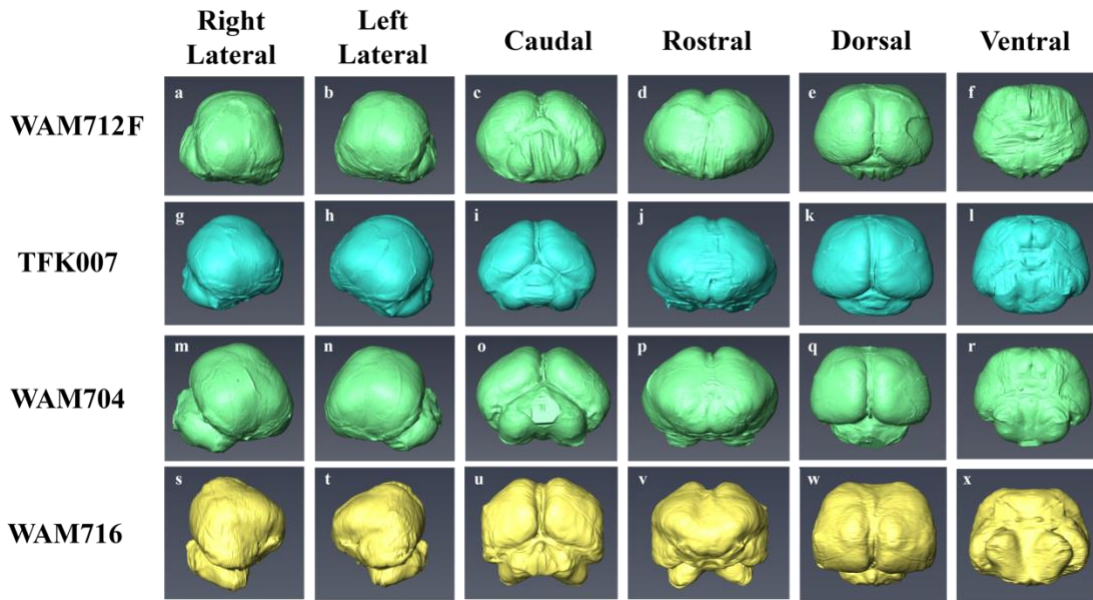 Right Lateral
Left Lateral
Caudal
Rostral
Dorsal
Ventral
WAM712F
a
b
c
d
e
f
TFK007
g
h
i
j
k
l
WAM704
m
n
o
p
q
r
WAM716
s
t
u
v
w
x